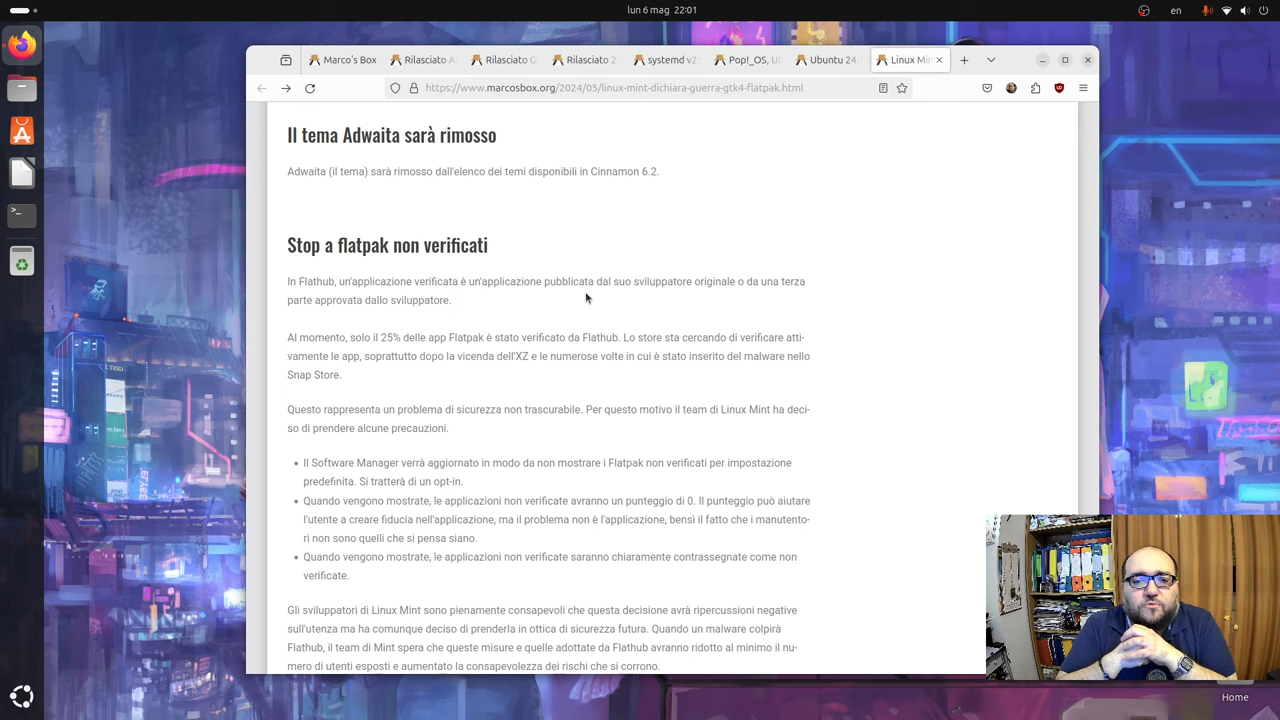 lun 6 mag 22:01
en
Marco's Box
Rilasciato A
Rilasciato G
Rilasciato 2
systemd v2
Pop!_OS, U
Ubuntu 24.
Linux Min
https://www.marcosbox.org/2024/05/linux-mint-dichiara-guerra-gtk4-flatpak.html
Il tema Adwaita sarà rimosso
Adwaita (il tema) sarà rimosso dall'elenco dei temi disponibili in Cinnamon 6.2.
Stop a flatpak non verificati
In Flathub, un'applicazione verificata è un'applicazione pubblicata dal suo sviluppatore originale o da una terza
parte approvata dallo sviluppatore.
Al momento, solo il 25% delle app Flatpak è stato verificato da Flathub. Lo store sta cercando di verificare atti-
vamente le app, soprattutto dopo la vicenda dell'XZ e le numerose volte in cui è stato inserito del malware nello
Snap Store.
Questo rappresenta un problema di sicurezza non trascurabile. Per questo motivo il team di Linux Mint ha deci-
so di prendere alcune precauzioni.
• Il Software Manager verrà aggiornato in modo da non mostrare i Flatpak non verificati per impostazione
predefinita. Si tratterà di un opt-in.
• Quando vengono mostrate, le applicazioni non verificate avranno un punteggio di 0. Il punteggio può aiutare
l'utente a creare fiducia nell'applicazione, ma il problema non è l'applicazione, bensì il fatto che i manutento-
ri non sono quelli che si pensa siano.
• Quando vengono mostrate, le applicazioni non verificate saranno chiaramente contrassegnate come non
verificate.
Gli sviluppatori di Linux Mint sono pienamente consapevoli che questa decisione avrà ripercussioni negative
sull'utenza ma ha comunque deciso di prenderla in ottica di sicurezza futura. Quando un malware colpirà
Flathub, il team di Mint spera che queste misure e quelle adottate da Flathub avranno ridotto al minimo il nu-
mero di utenti esposti e aumentato la consapevolezza dei rischi che si corrono.
Home